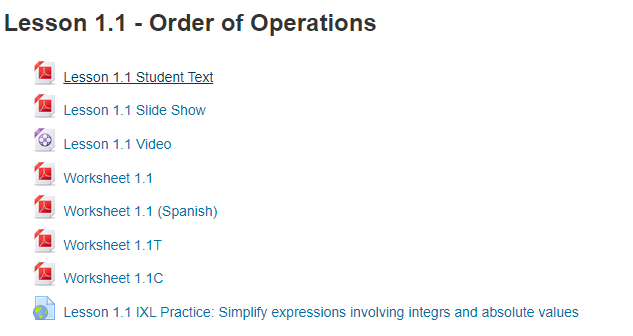 Lesson 1.1 - Order of Operations
Lesson 1.1 Student Text
Lesson 1.1 Slide Show
Lesson 1.1 Video
Worksheet 1.1
Worksheet 1.1 (Spanish)
Worksheet 1.1T
Worksheet 1.1C
Lesson 1.1 IXL Practice: Simplify expressions involving integrs and absolute values